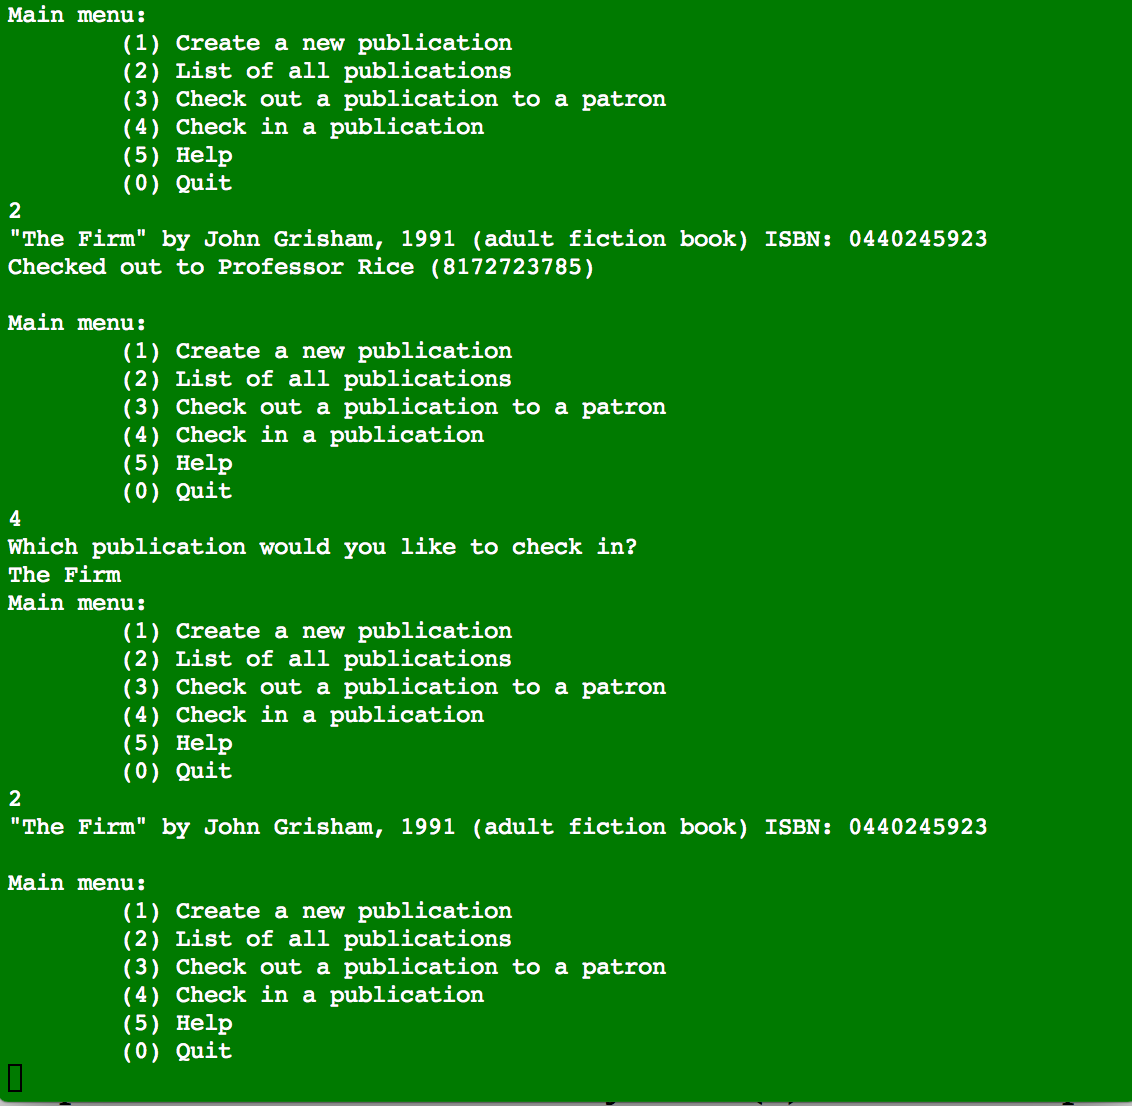 Main menu:
(1) Create a new publication
(2) List of all publications
(3) Check out a publication to a patron
(4) Check in a publication
(5) Help
(0) Quit
2
"The Firm" by John Grisham, 1991 (adult fiction book) ISBN: 0440245923
Checked out to Professor Rice (8172723785)
Main menu:
(1) Create a new publication
(2) List of all publications
(3) Check out a publication to a patron
(4) Check in a publication
(5) Help
(0) Quit
4
Which publication would you like to check in?
The Firm
Main menu:
(1) Create a new publication
(2) List of all publications
(3) Check out a publication to a patron
(4) Check in a publication
(5) Help
(0) Quit
2
"The Firm" by John Grisham, 1991 (adult fiction book) ISBN: 0440245923
Main menu:
(1) Create a new publication
(2) List of all publications
(3) Check out a publication to a patron
(4) Check in a publication
(5) Help
(0) Quit